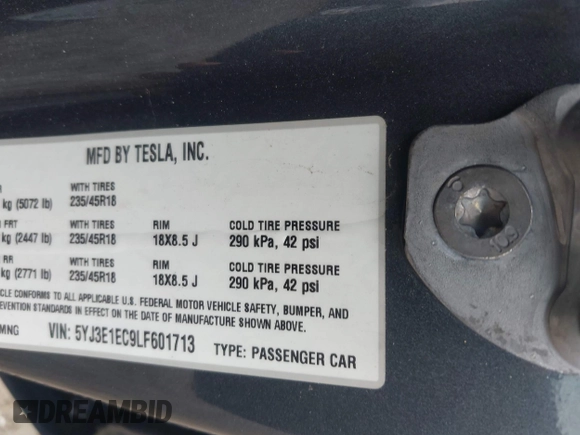 MFD BY TESLA, INC.
WITH TIRES
kg (5072 lb) 235/45R18
FRT WITH TIRES RIM COLD TIRE PRESSURE
kg (2447 lb) 235/45R18 18X8.5 J 290 kPa, 42 psi
RR WITH TIRES RIM COLD TIRE PRESSURE
kg (2771 lb) 235/45R18 18X8.5 J 290 kPa, 42 psi
CLE CONFORMS TO ALL APPLICABLE U.S. FEDERAL MOTOR VEHICLE SAFETY, BUMPER, AND
EVENTION STANDARDS IN EFFECT ON THE DATE OF MANUFACTURE SHOWN ABOVE.
MNG VIN: 5YJ3E1EC9LF601713 TYPE: PASSENGER CAR
DREAMBID